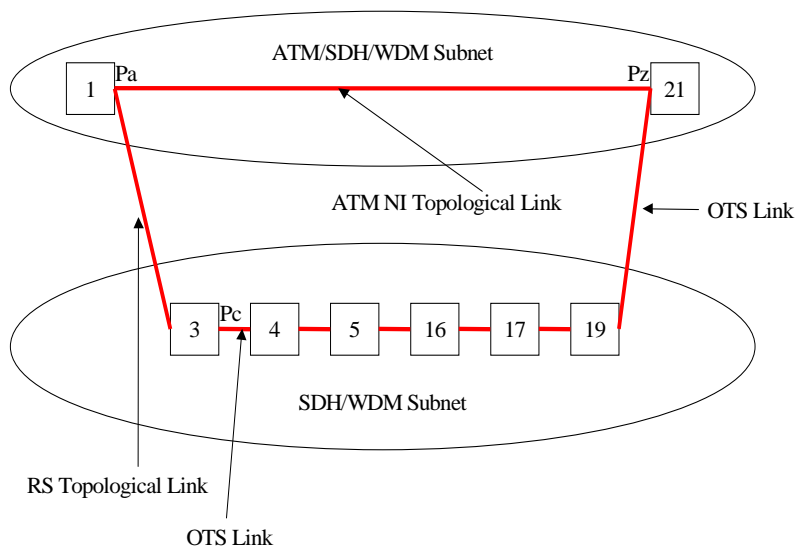 ATM/SDH/WDM Subnet
Pa
Pz
1
21
ATM NI Topological Link
OTS Link
Pc
3
4
5
16
17
19
SDH/WDM Subnet
RS Topological Link
OTS Link